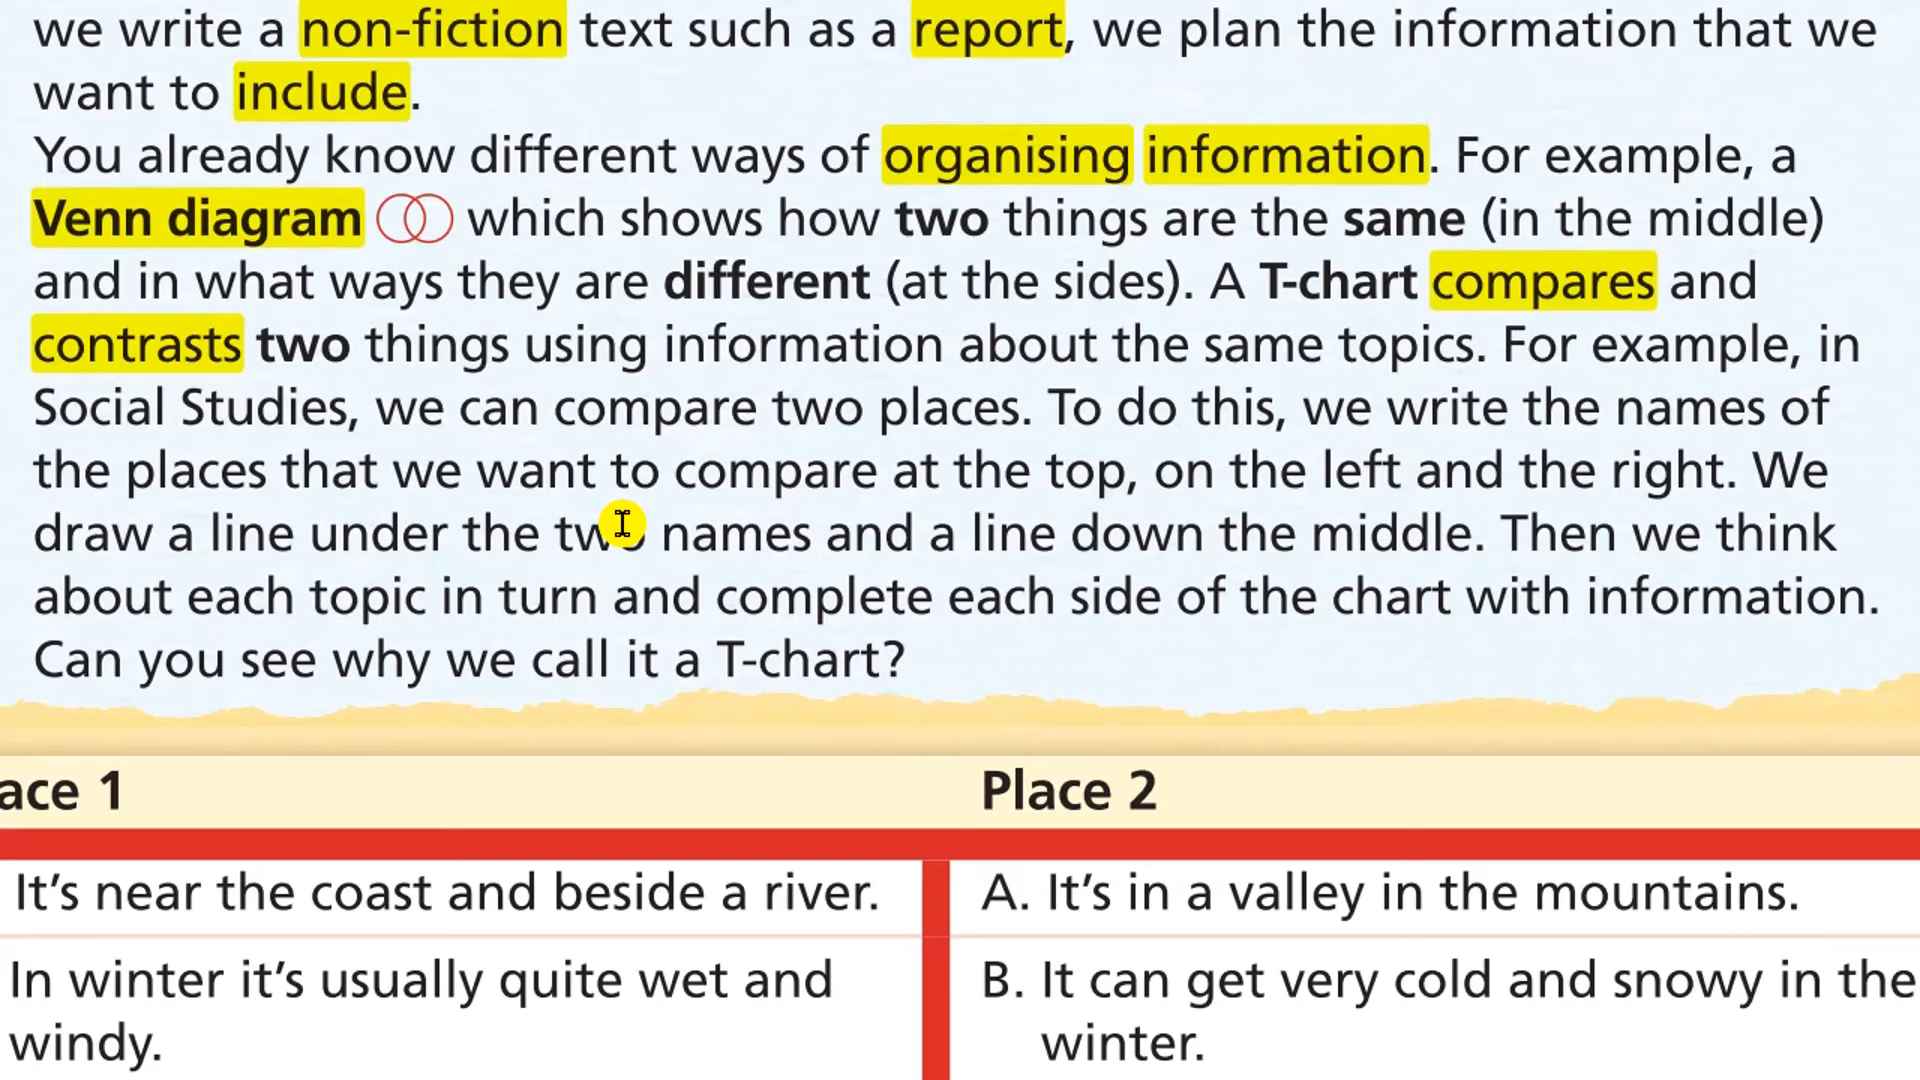 we write a non-fiction text such as a report, we plan the information that we
want to include.
You already know different ways of organising information. For example, a
Venn diagram which shows how two things are the same (in the middle)
and in what ways they are different (at the sides). A T-chart compares and
contrasts two things using information about the same topics. For example, in
Social Studies, we can compare two places. To do this, we write the names of
the places that we want to compare at the top, on the left and the right. We
draw a line under the two names and a line down the middle. Then we think
about each topic in turn and complete each side of the chart with information.
Can you see why we call it a T-chart?
ace 1
Place 2
It's near the coast and beside a river.
A. It's in a valley in the mountains.
In winter it's usually quite wet and
windy.
B. It can get very cold and snowy in the
winter.